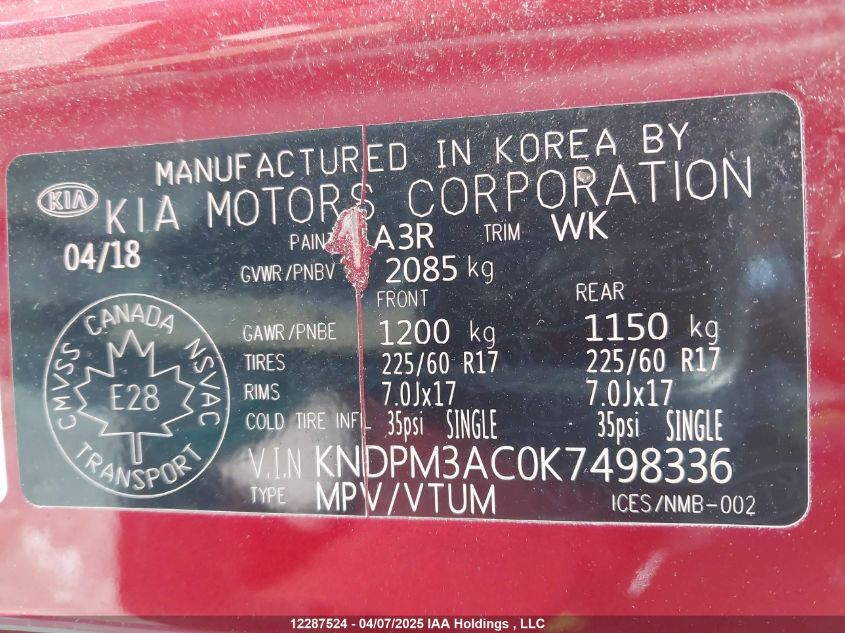 MANUFACTURED IN KOREA BY
KIA KIA MOTORS CORPORATION
04/18 PAIN A3R TRIM WK
GVWR/PNBV 2085 kg
FRONT REAR
GAWR/PNBE 1200 kg 1150 kg
TIRES 225/60 R17 225/60 R17
RIMS 7.0Jx17 7.0Jx17
COLD TIRE INFL 35psi SINGLE 35psi SINGLE
V.I.N KNDPM3AC0K7498336
TYPE MPV/VTUM ICES/NMB-002
CMVSS CANADA NSVAC
E28
TRANSPORT
12287524 - 04/07/2025 IAA Holdings , LLC